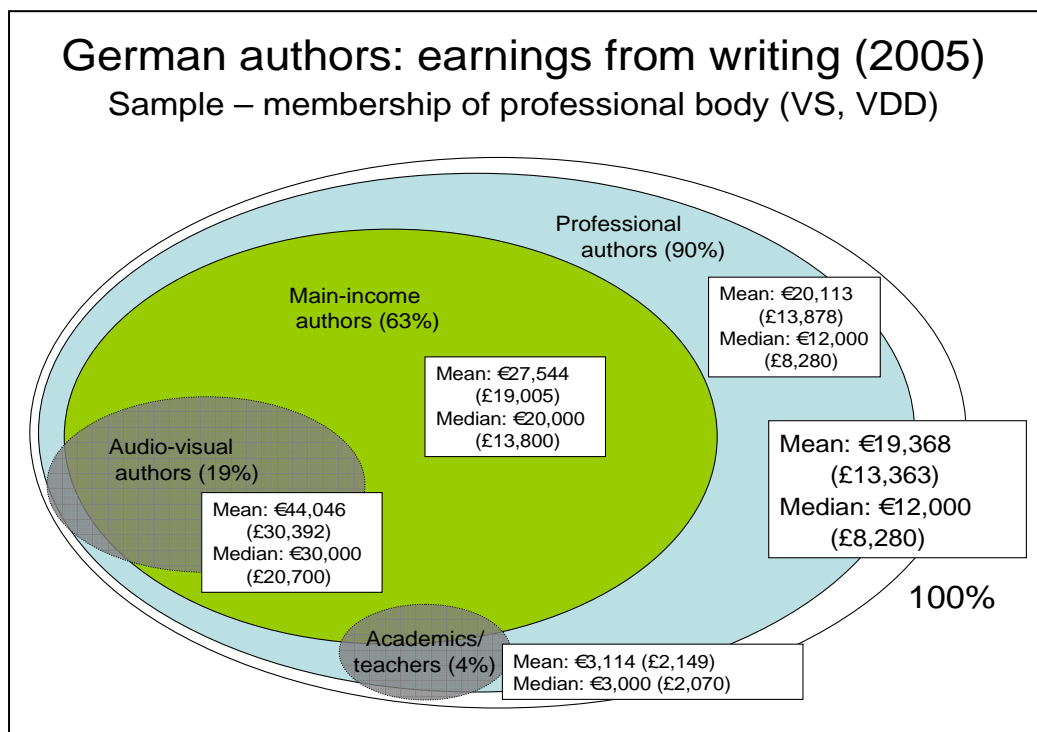 German authors: earnings from writing (2005)
Sample – membership of professional body (VS, VDD)
Professional
authors (90%)
Mean: €20,113
(£13,878)
Median: €12,000
(£8,280)
Main-income
authors (63%)
Mean: €27,544
(£19,005)
Median: €20,000
(£13,800)
Mean: €19,368
(£13,363)
Median: €12,000
(£8,280)
100%
Audio-visual
authors (19%)
Mean: €44,046
(£30,392)
Median: €30,000
(£20,700)
Academics/
teachers (4%)
Mean: €3,114 (£2,149)
Median: €3,000 (£2,070)